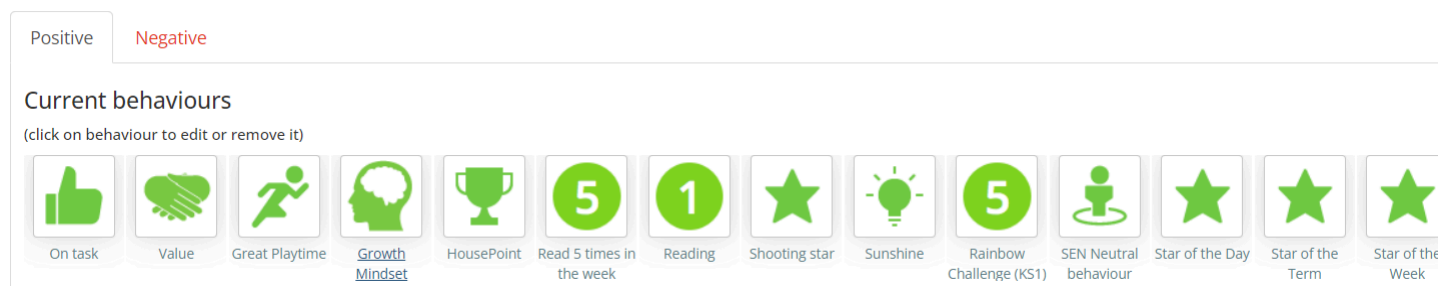 Positive
Negative
Current behaviours
(click on behaviour to edit or remove it)
5
1
5
On task
Value
Great Playtime
Growth
Mindset
HousePoint
Read 5 times in
the week
Reading
Shooting star
Sunshine
Rainbow
Challenge (KS1)
SEN Neutral
behaviour
Star of the Day
Star of the
Term
Star of the
Week